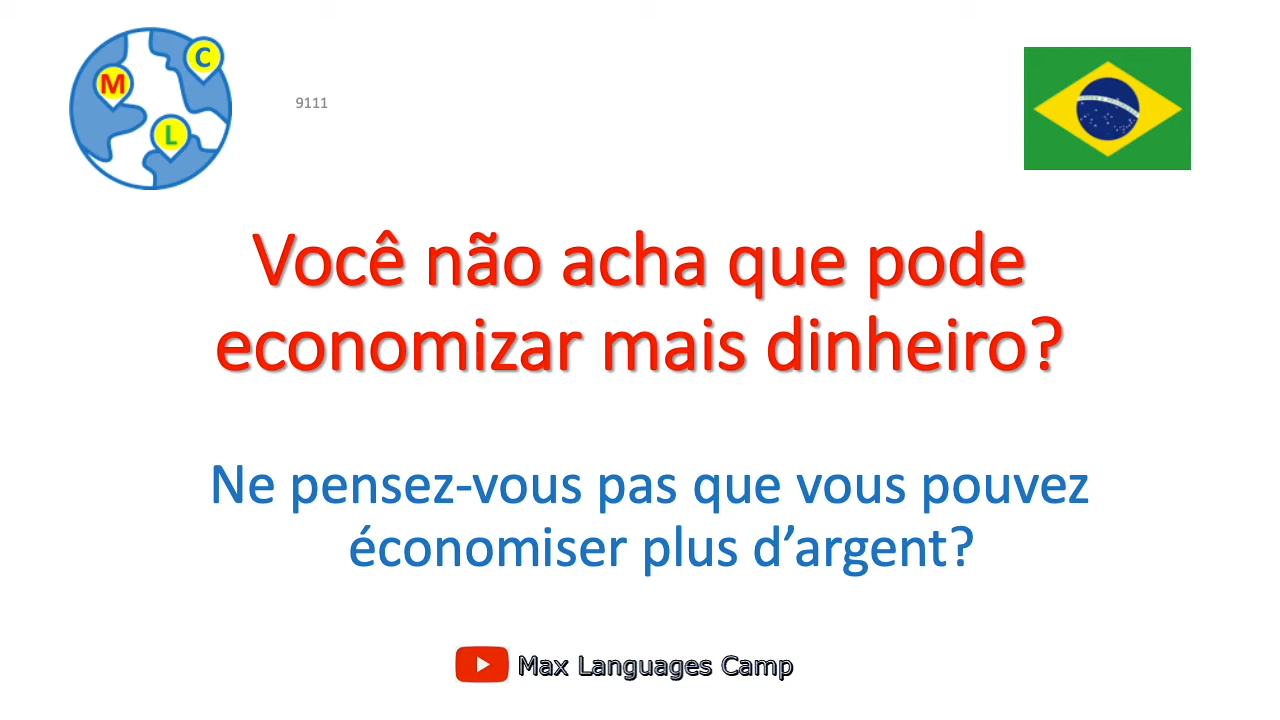 C
M
L
9111
Você não acha que pode
economizar mais dinheiro?
Ne pensez-vous pas que vous pouvez
économiser plus d’argent?
Max Languages Camp